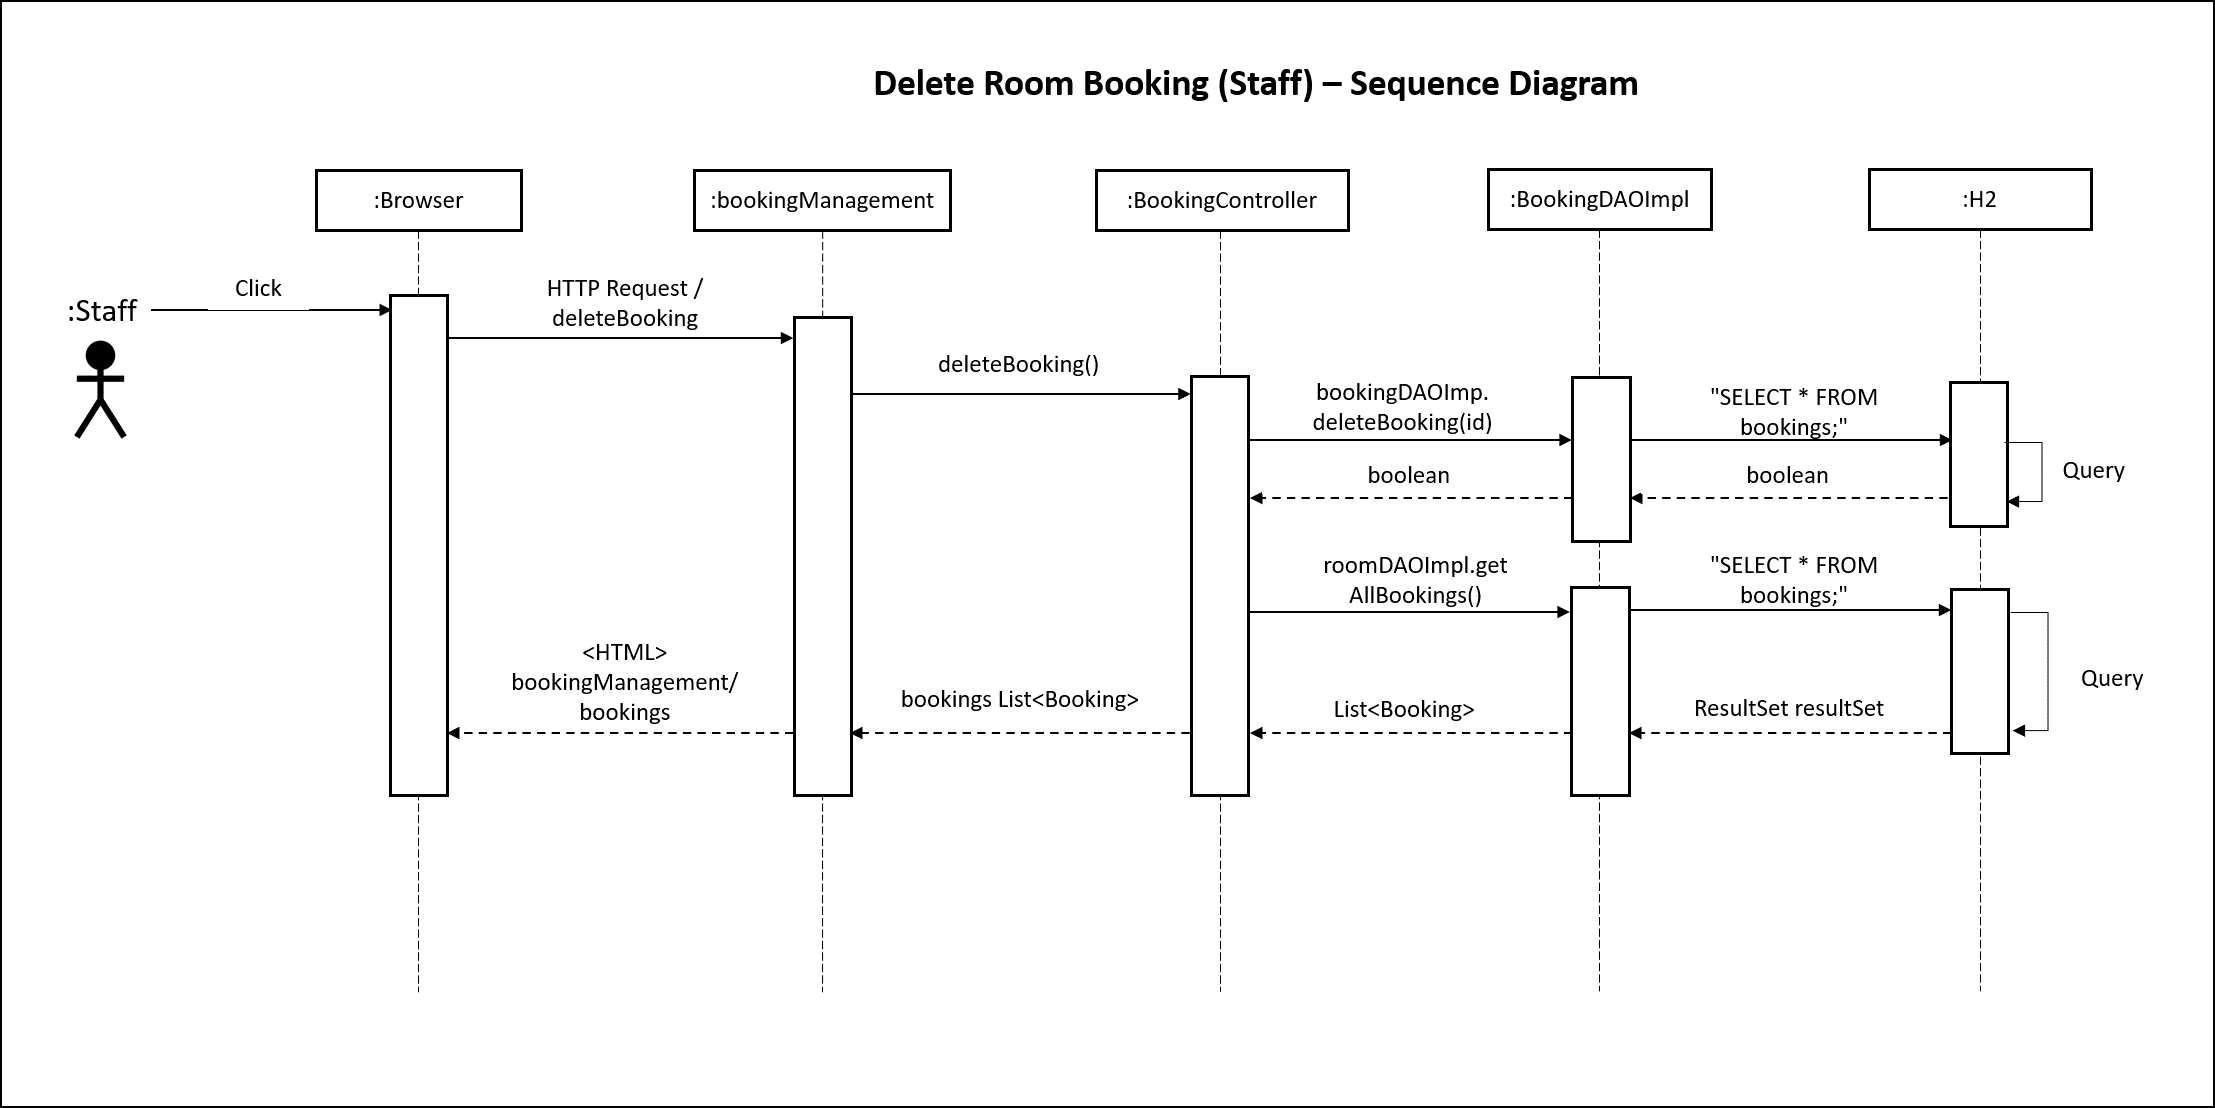 Delete Room Booking (Staff) – Sequence Diagram
:Browser
:bookingManagement
:BookingController
:BookingDAOImpl
:H2
:Staff
Click
HTTP Request /
deleteBooking
deleteBooking()
bookingDAOImp.
deleteBooking(id)
"SELECT * FROM
bookings;"
Query
boolean
boolean
roomDAOImpl.get
AllBookings()
"SELECT * FROM
bookings;"
Query
<HTML>
bookingManagement/
bookings
bookings List<Booking>
List<Booking>
ResultSet resultSet